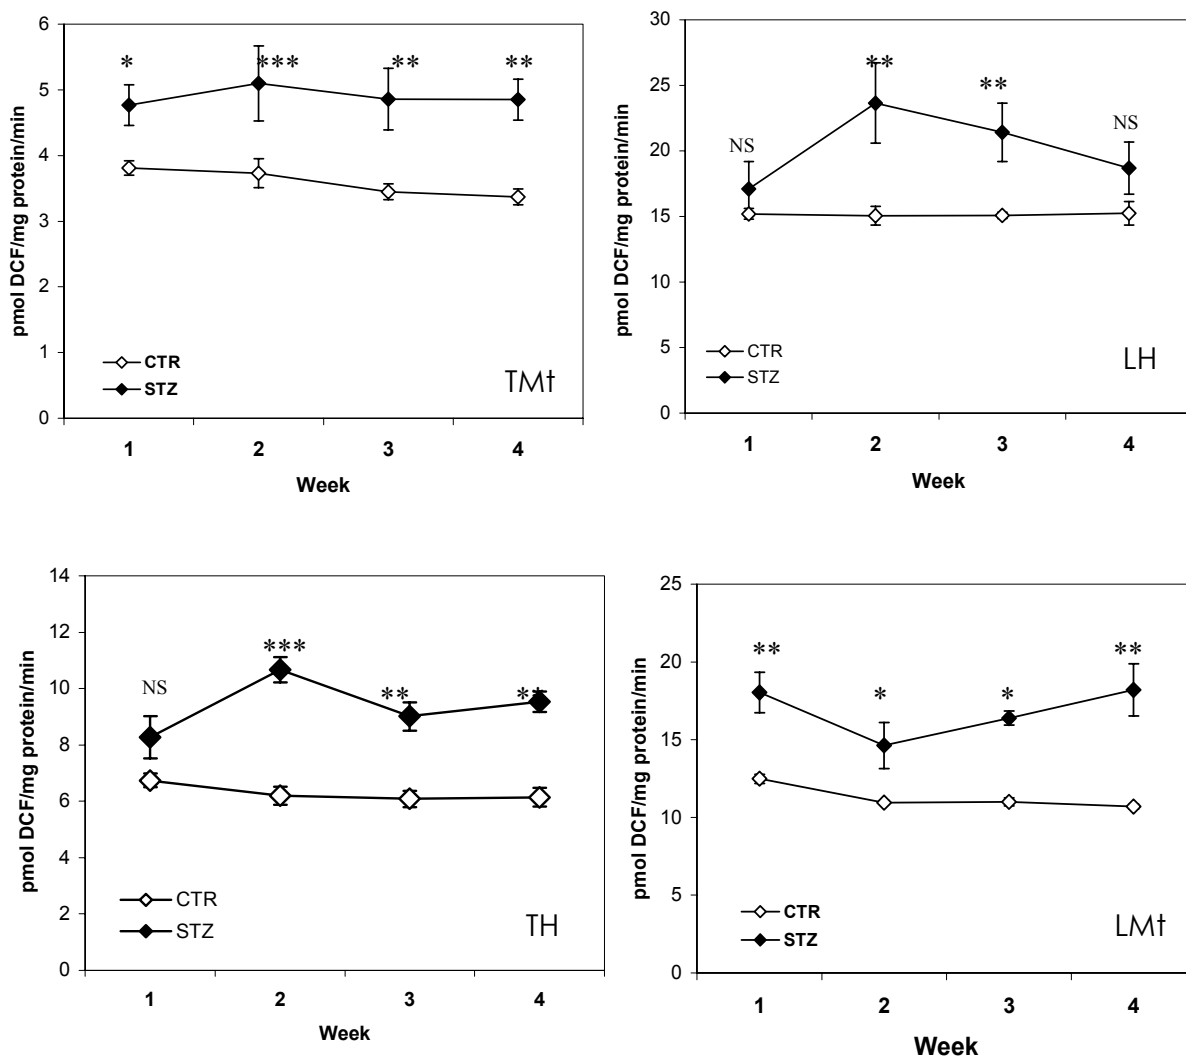 pmol DCF/mg protein/min
6
5
4
3
2
1
0
* *** ** **
CTR
STZ
TMt
1 2 3 4
Week
pmol DCF/mg protein/min
30
25
20
15
10
5
0
NS ** ** NS
CTR
STZ
LH
1 2 3 4
Week
pmol DCF/mg protein/min
14
12
10
8
6
4
2
0
NS *** ** **
CTR
STZ
TH
1 2 3 4
Week
pmol DCF/mg protein/min
25
20
15
10
5
0
** * * **
CTR
STZ
LMt
1 2 3 4
Week